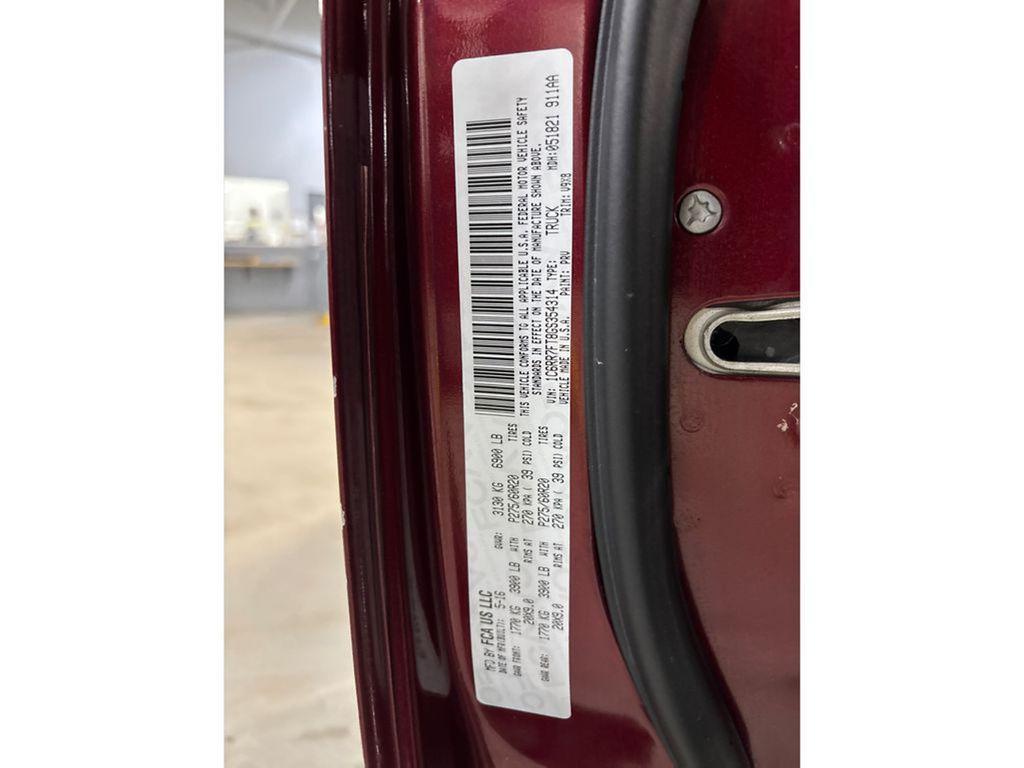 MFD BY FCA US LLC
DATE OF MFR(BUILT): 5-16 GVWR: 3130 KG 6900 LB
GAWR FRONT: 1770 KG 3900 LB WITH P275/60R20 TIRES
20X9.0 RIMS AT 270 KPA ( 39 PSI) COLD
GAWR REAR: 1770 KG 3900 LB WITH P275/60R20 TIRES
20X9.0 RIMS AT 270 KPA ( 39 PSI) COLD
THIS VEHICLE CONFORMS TO ALL APPLICABLE U.S.A. FEDERAL MOTOR VEHICLE SAFETY
STANDARDS IN EFFECT ON THE DATE OF MANUFACTURE SHOWN ABOVE.
VIN: 1C6RR7FT8GS354314 TYPE: TRUCK MDH:051821 911AA
VEHICLE MADE IN U.S.A. PAINT: PRV TRIM: V9X8